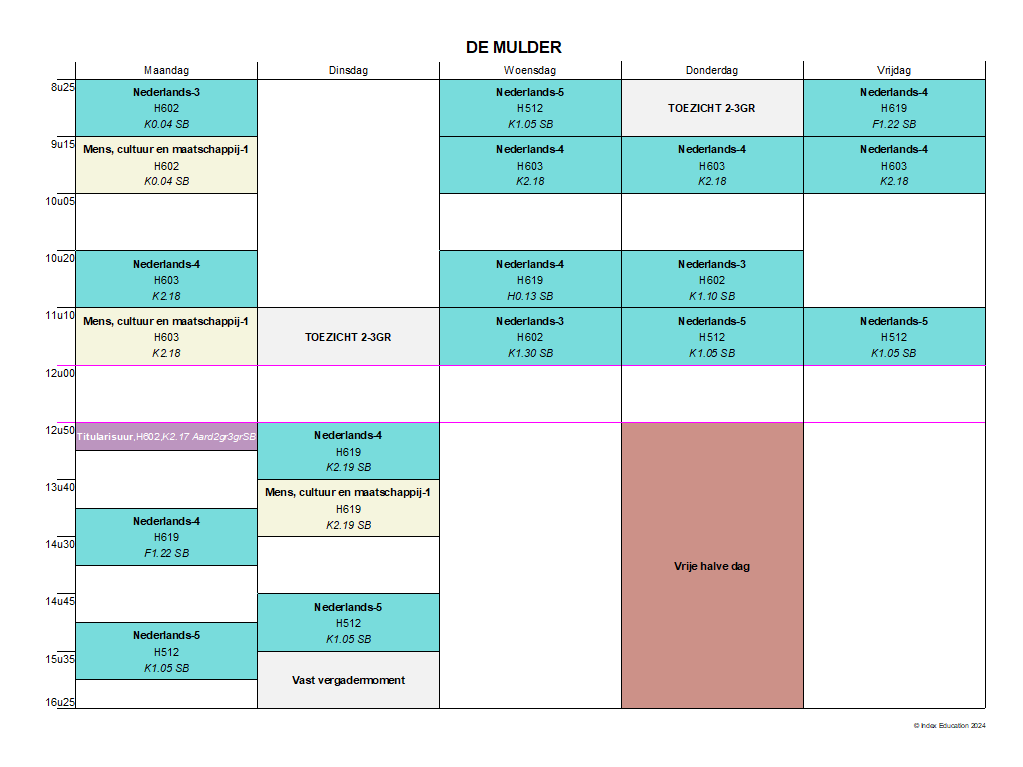 DE MULDER
Maandag Dinsdag Woensdag Donderdag Vrijdag
8u25
Nederlands-3
H602
K0.04 SB
Nederlands-5
H512
K1.05 SB
TOEZICHT 2-3GR
Nederlands-4
H619
F1.22 SB
9u15
Mens, cultuur en maatschappij-1
H602
K0.04 SB
Nederlands-4
H603
K2.18
Nederlands-4
H603
K2.18
Nederlands-4
H603
K2.18
10u05
10u20
Nederlands-4
H603
K2.18
Nederlands-4
H619
H0.13 SB
Nederlands-3
H602
K1.10 SB
11u10
Mens, cultuur en maatschappij-1
H603
K2.18
TOEZICHT 2-3GR
Nederlands-3
H602
K1.30 SB
Nederlands-5
H512
K1.05 SB
Nederlands-5
H512
K1.05 SB
12u00
12u50
Titularisuur,H602,K2.17 Aard2gr3grSB
Nederlands-4
H619
K2.19 SB
13u40
Mens, cultuur en maatschappij-1
H619
K2.19 SB
Nederlands-4
H619
F1.22 SB
14u30
Vrije halve dag
14u45
Nederlands-5
H512
K1.05 SB
Nederlands-5
H512
K1.05 SB
15u35
Vast vergadermoment
16u25
© Index Education 2024